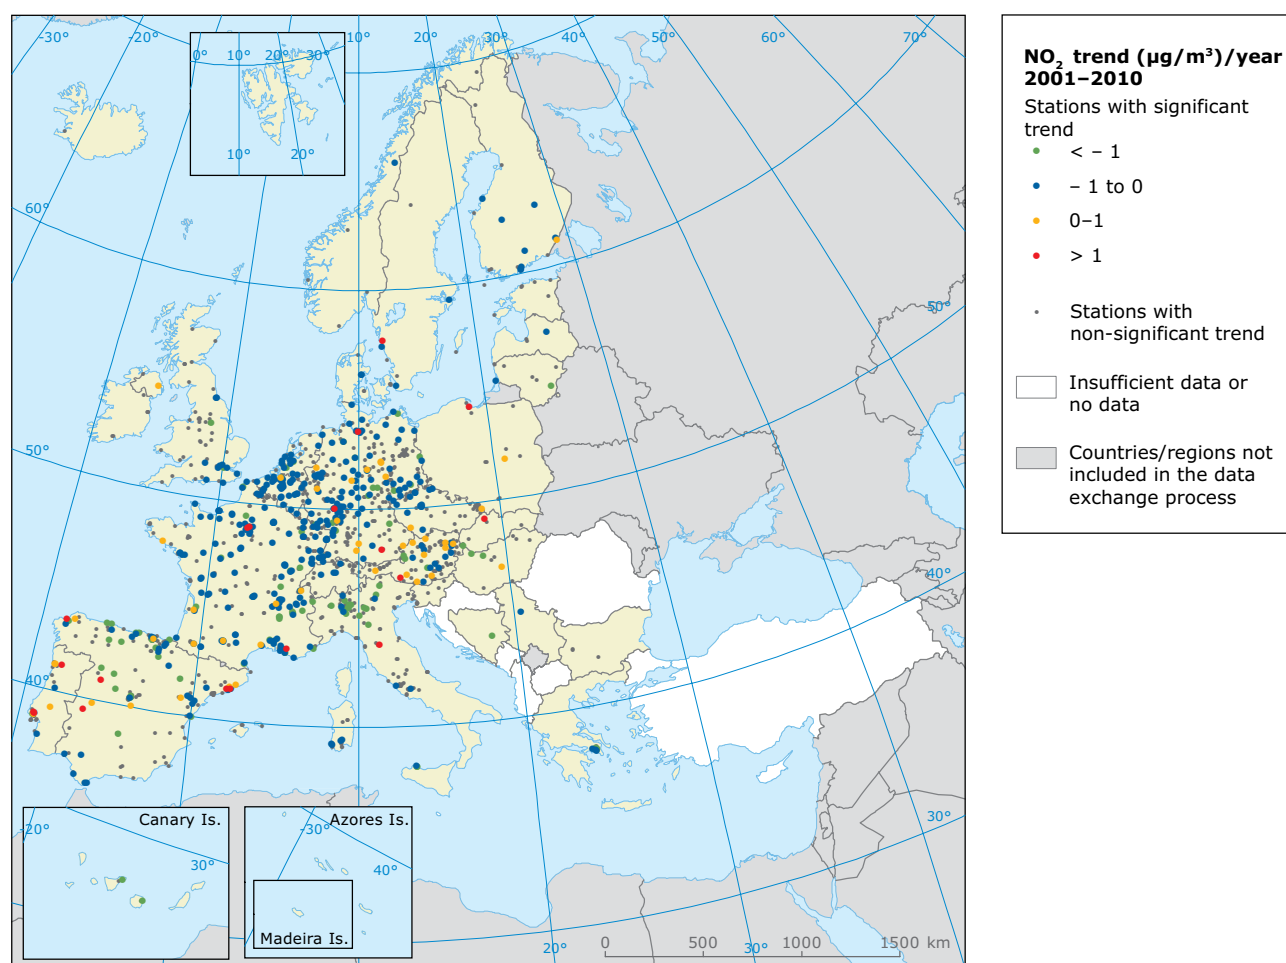 -30°
-20°
10°
20°
30°
40°
50°
60°
70°
0°
10°
20°
30°
10°
20°
60°
50°
40°
50°
40°
30°
20°
30°
Canary Is.
-20°
30°
Azores Is.
-30°
40°
Madeira Is.
0 500 1000 1500 km
NO₂ trend (µg/m³)/year
2001–2010
Stations with significant
trend
< – 1
– 1 to 0
0–1
> 1
Stations with
non-significant trend
Insufficient data or
no data
Countries/regions not
included in the data
exchange process